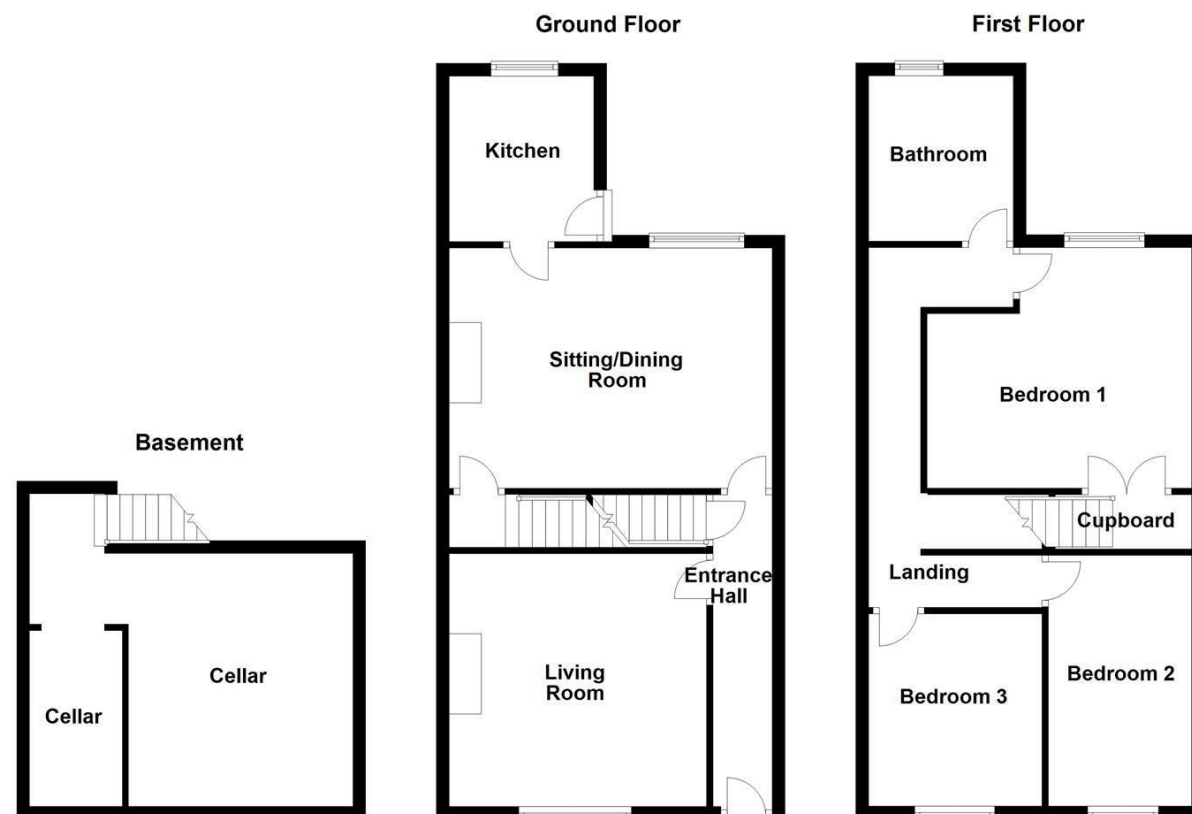 Basement
Cellar
Cellar
Ground Floor
Kitchen
Sitting/Dining
Room
Entrance
Hall
Living
Room
First Floor
Bathroom
Bedroom 1
Cupboard
Landing
Bedroom 2
Bedroom 3